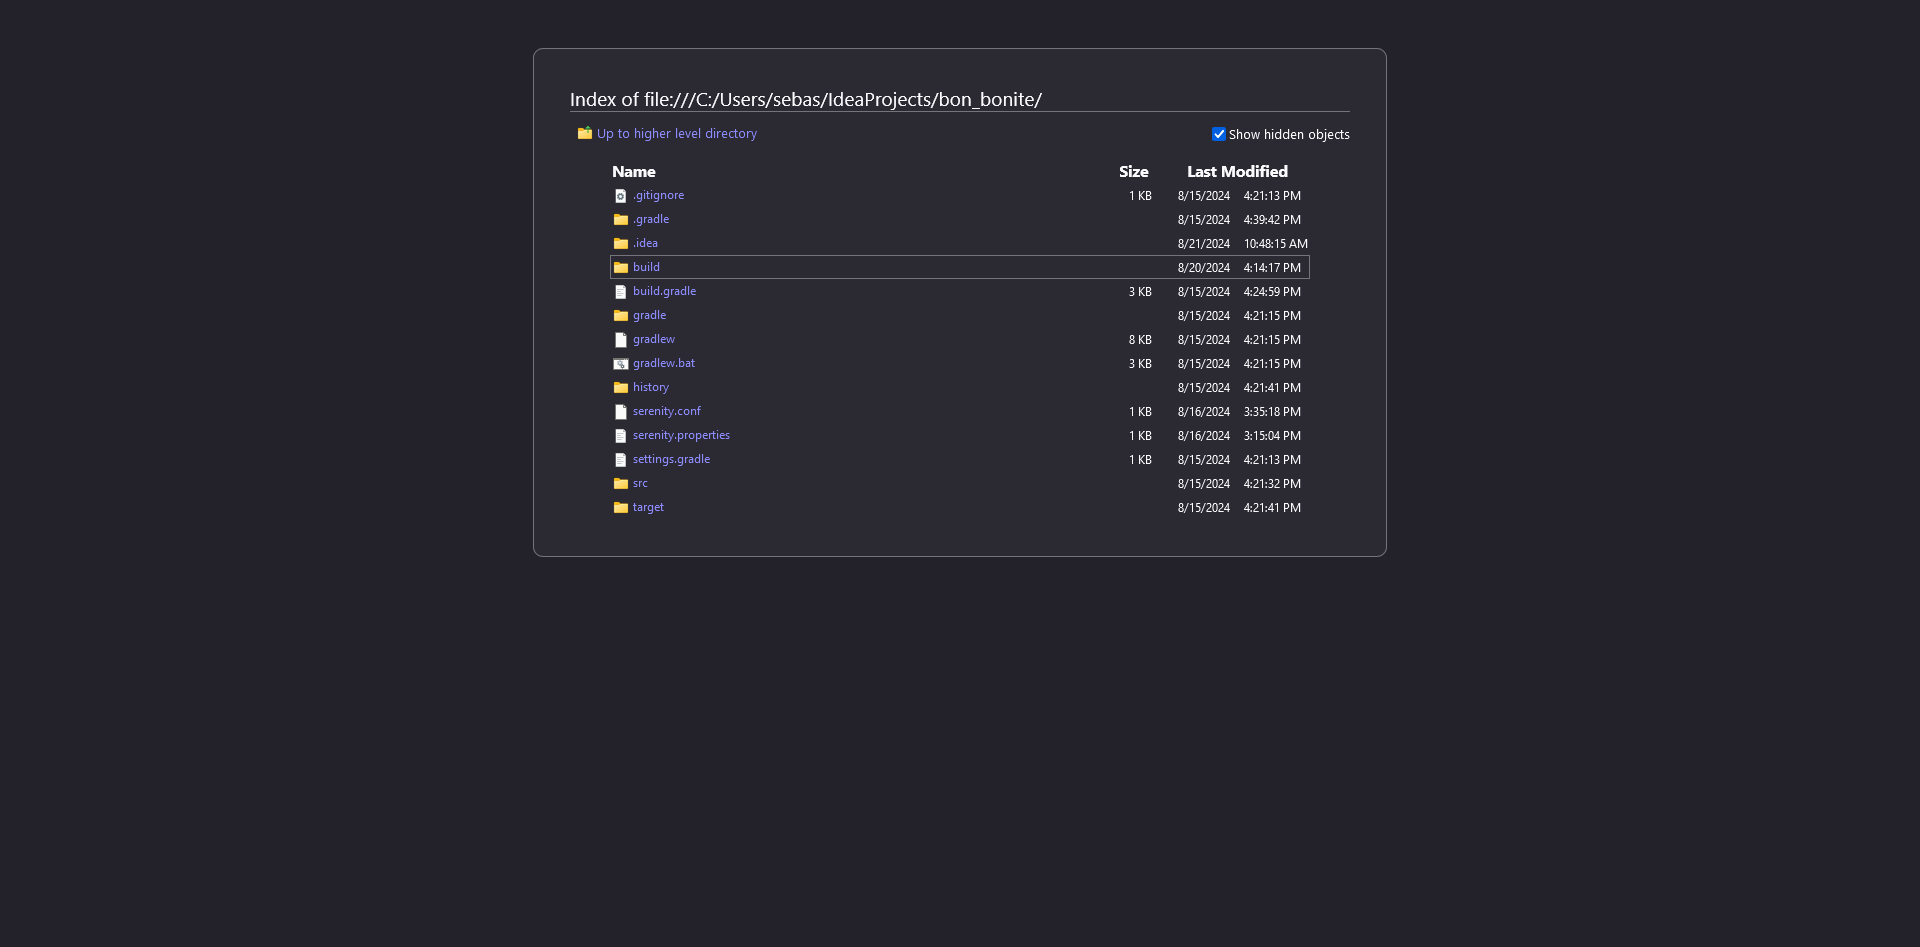 Index of file:///C:/Users/sebas/IdeaProjects/bon_bonite/
Up to higher level directory Show hidden objects
Name Size Last Modified
.gitignore 1 KB 8/15/2024 4:21:13 PM
.gradle 8/15/2024 4:39:42 PM
.idea 8/21/2024 10:48:15 AM
build 8/20/2024 4:14:17 PM
build.gradle 3 KB 8/15/2024 4:24:59 PM
gradle 8/15/2024 4:21:15 PM
gradlew 8 KB 8/15/2024 4:21:15 PM
gradlew.bat 3 KB 8/15/2024 4:21:15 PM
history 8/15/2024 4:21:41 PM
serenity.conf 1 KB 8/16/2024 3:35:18 PM
serenity.properties 1 KB 8/16/2024 3:15:04 PM
settings.gradle 1 KB 8/15/2024 4:21:13 PM
src 8/15/2024 4:21:32 PM
target 8/15/2024 4:21:41 PM